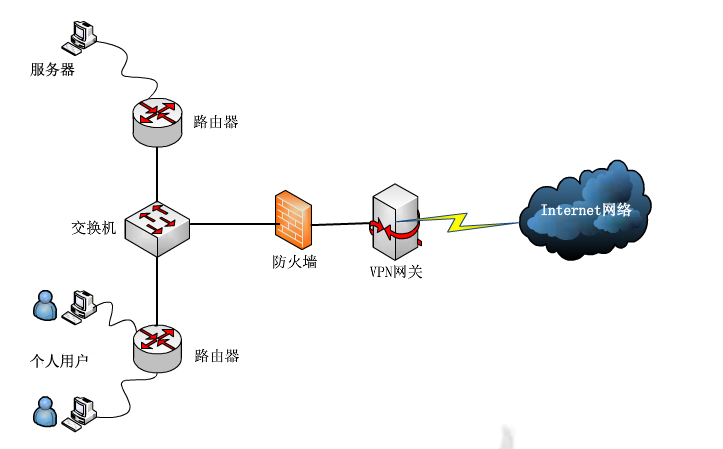 服务器
路由器
交换机
防火墙
VPN网关
Internet网络
个人用户
路由器